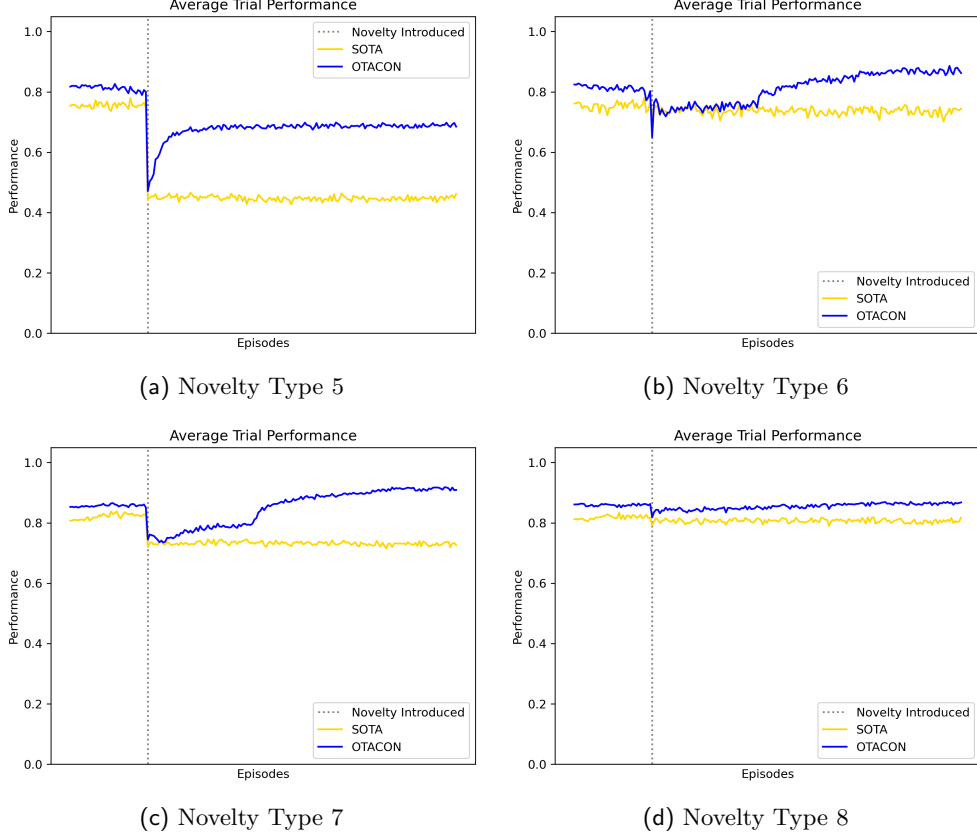 Average Trial Performance
1.0
0.8
0.6
0.4
0.2
0.0
Performance
Novelty Introduced
SOTA
OTACON
Episodes
(a) Novelty Type 5
Average Trial Performance
1.0
0.8
0.6
0.4
0.2
0.0
Performance
Novelty Introduced
SOTA
OTACON
Episodes
(b) Novelty Type 6
Average Trial Performance
1.0
0.8
0.6
0.4
0.2
0.0
Performance
Novelty Introduced
SOTA
OTACON
Episodes
(c) Novelty Type 7
Average Trial Performance
1.0
0.8
0.6
0.4
0.2
0.0
Performance
Novelty Introduced
SOTA
OTACON
Episodes
(d) Novelty Type 8